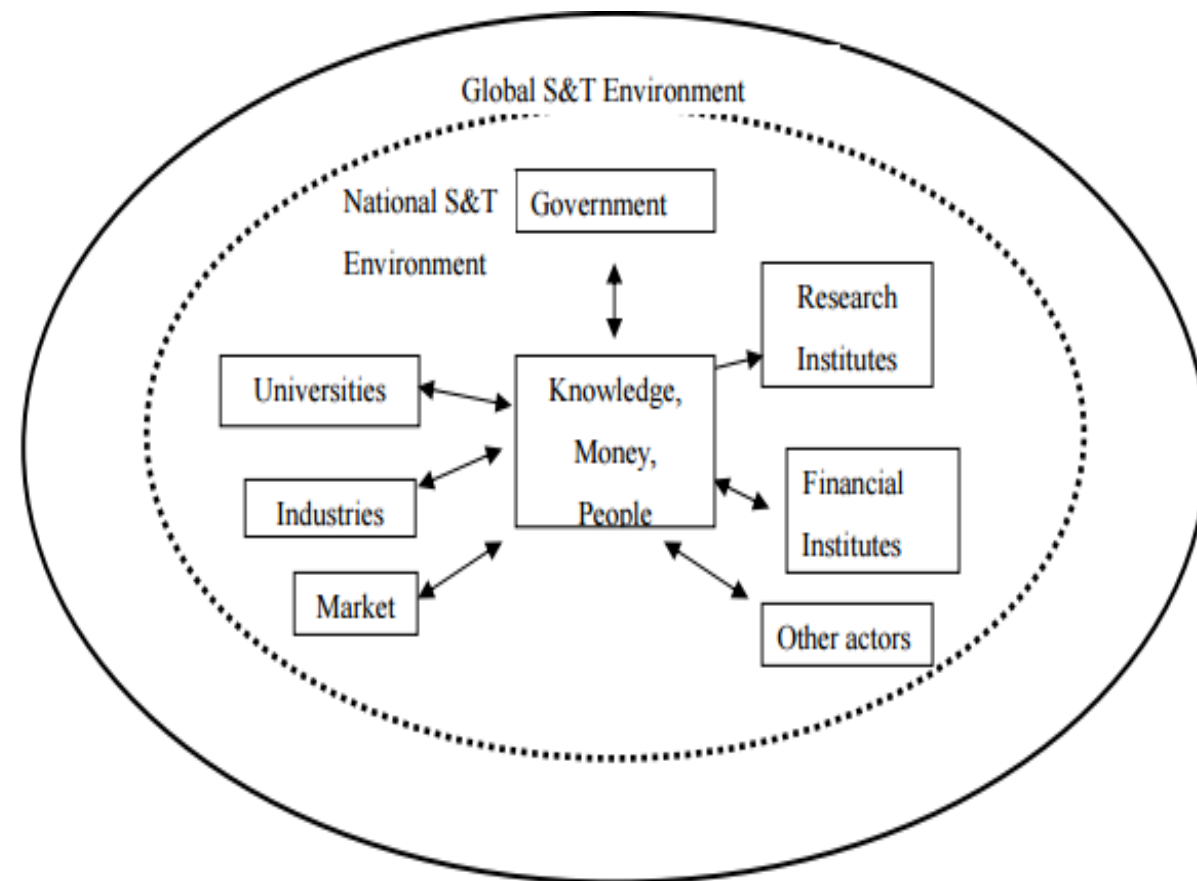 Global S&T Environment
National S&T
Environment
Government
Research
Institutes
Universities
Knowledge,
Money,
People
Industries
Financial
Institutes
Market
Other actors